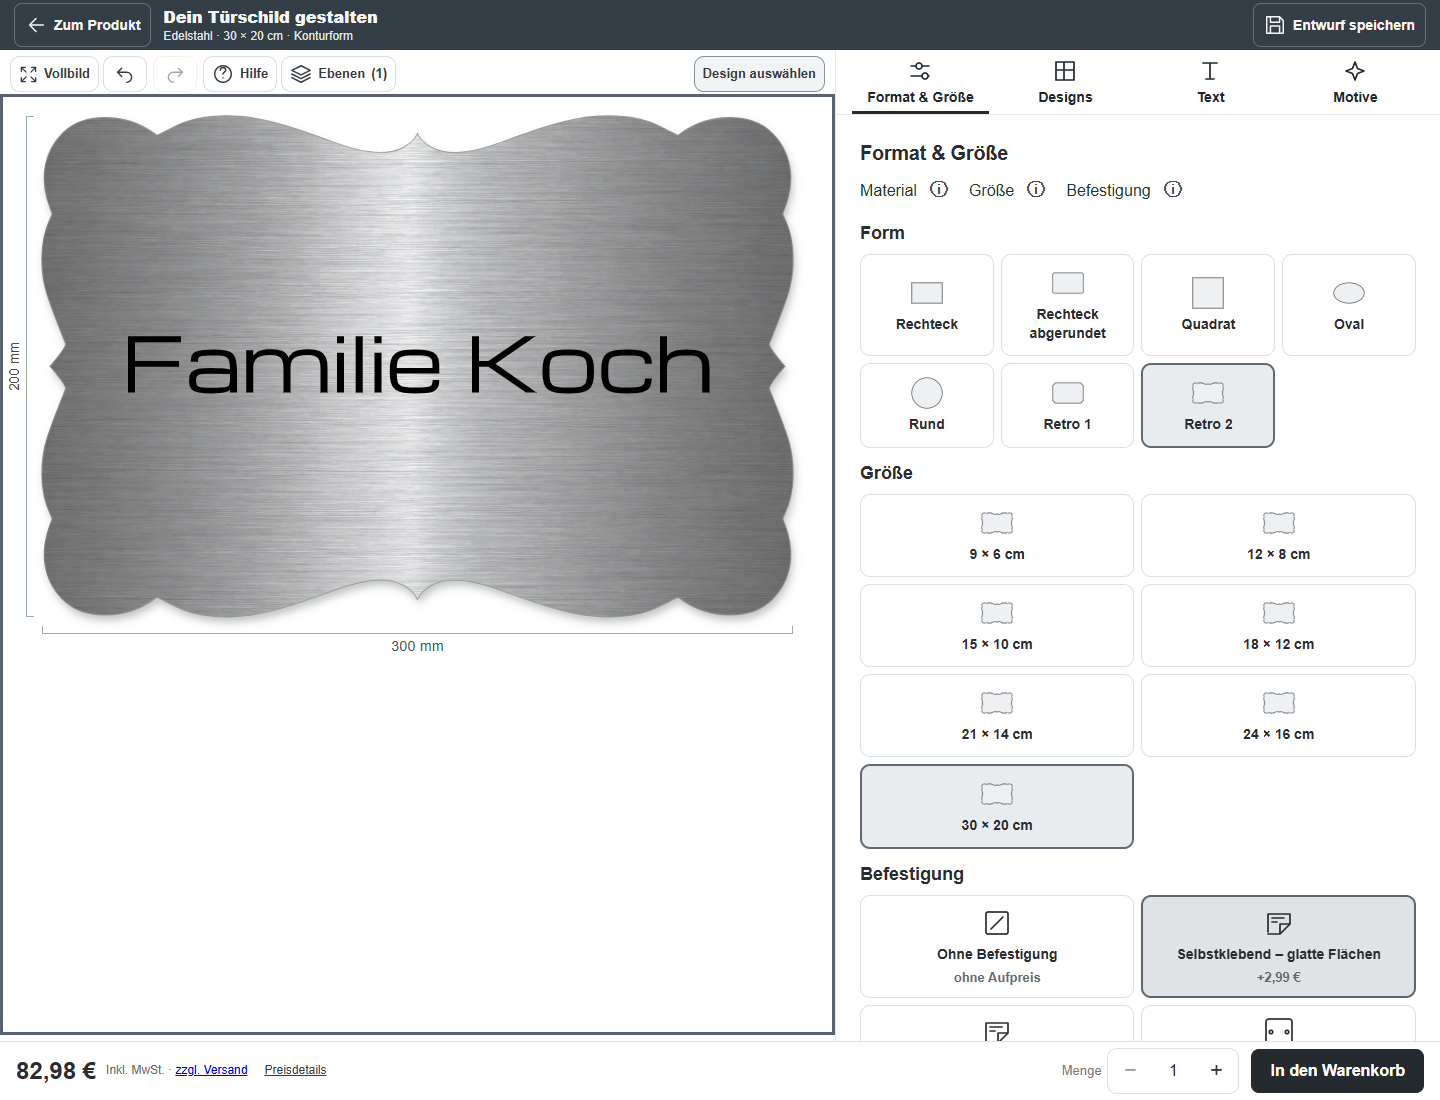 Zum Produkt
Dein Türschild gestalten
Edelstahl · 30 × 20 cm · Konturform
Entwurf speichern
Vollbild
Hilfe
Ebenen (1)
Design auswählen
Format & Größe
Designs
Text
Motive
200 mm
Familie Koch
300 mm
Format & Größe
Material
Größe
Befestigung
Form
Rechteck
Rechteck
abgerundet
Quadrat
Oval
Rund
Retro 1
Retro 2
Größe
9 × 6 cm
12 × 8 cm
15 × 10 cm
18 × 12 cm
21 × 14 cm
24 × 16 cm
30 × 20 cm
Befestigung
Ohne Befestigung
ohne Aufpreis
Selbstklebend – glatte Flächen
+2,99 €
82,98 €
Inkl. MwSt. · zzgl. Versand
Preisdetails
Menge
1
In den Warenkorb